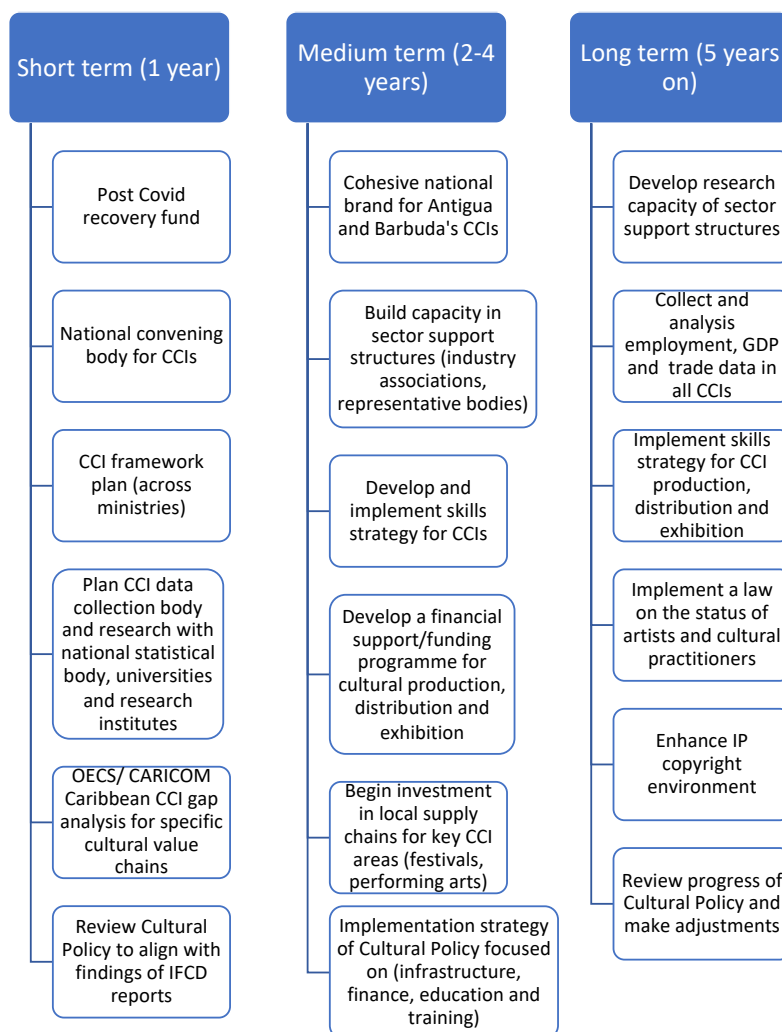 Short term (1 year)
Post Covid
recovery fund
National convening
body for CCIs
CCI framework
plan (across
ministries)
Plan CCI data
collection body
and research with
national statistical
body, universities
and research
institutes
OECS/ CARICOM
Caribbean CCI gap
analysis for specific
cultural value
chains
Review Cultural
Policy to align with
findings of IFCD
reports
Medium term (2-4
years)
Cohesive national
brand for Antigua
and Barbuda's CCIs
Build capacity in
sector support
structures (industry
associations,
representative bodies)
Develop and
implement skills
strategy for CCIs
Develop a financial
support/funding
programme for
cultural production,
distribution and
exhibition
Begin investment
in local supply
chains for key CCI
areas (festivals,
performing arts)
Implementation strategy
of Cultural Policy focused
on (infrastructure,
finance, education and
training)
Long term (5 years
on)
Develop research
capacity of sector
support structures
Collect and
analysis
employment, GDP
and trade data in
all CCIs
Implement skills
strategy for CCI
production,
distribution and
exhibition
Implement a law
on the status of
artists and cultural
practitioners
Enhance IP
copyright
environment
Review progress of
Cultural Policy and
make adjustments